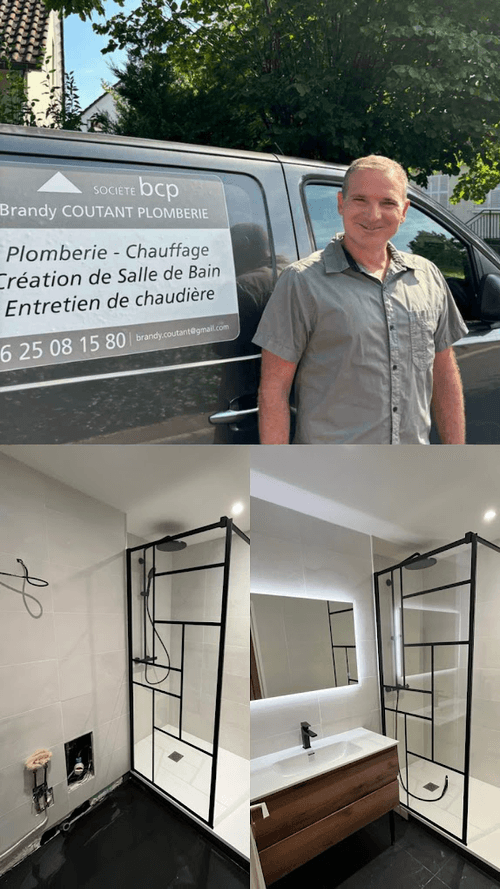 SOCIETE bcp
Brandy COUTANT PLOMBERIE
Plomberie - Chauffage
Création de Salle de Bain
Entretien de chaudière
6 25 08 15 80 | brandy.coutant@gmail.com